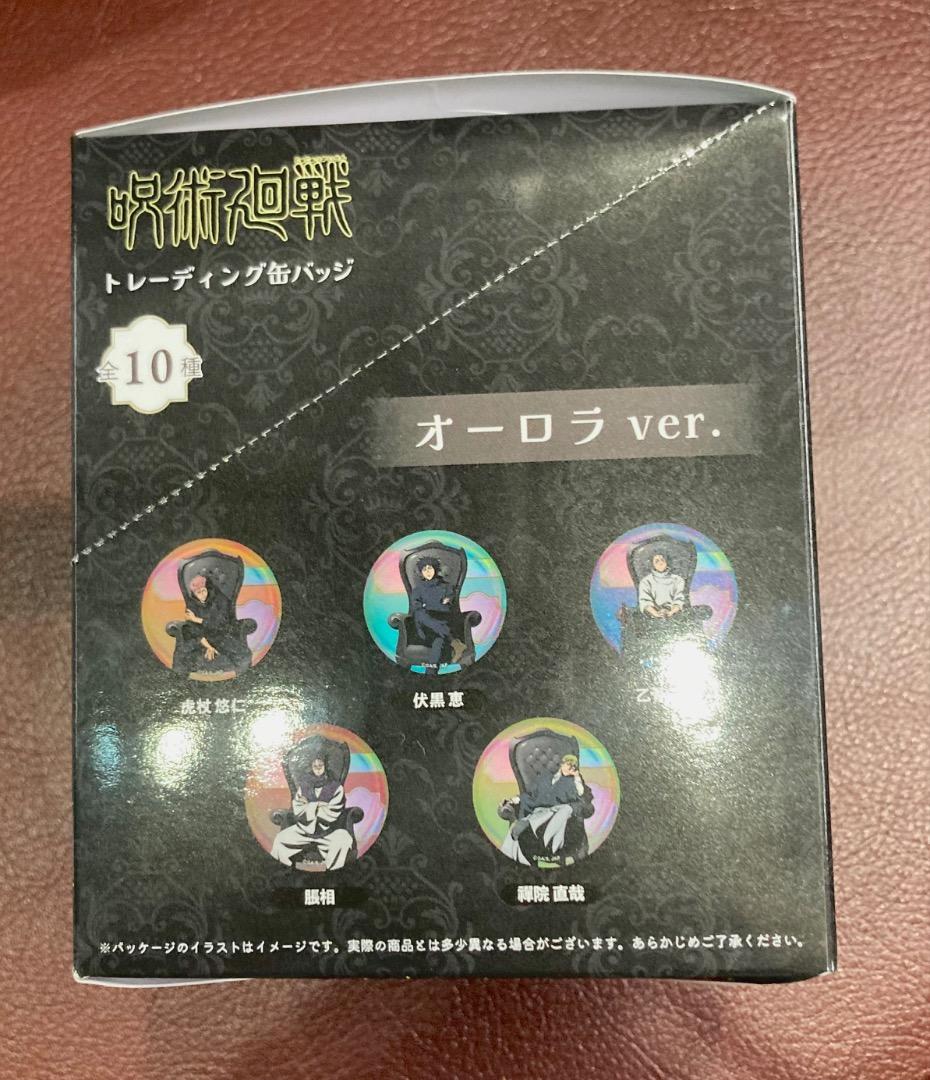 呪術廻戦
トレーディング缶バッジ
全10種
オーロラ ver.
虎杖 悠仁
伏黒 恵
乙
脹相
禪院 直哉
※パッケージのイラストはイメージです。実際の商品とは多少異なる場合がございます。あらかじめご了承ください。